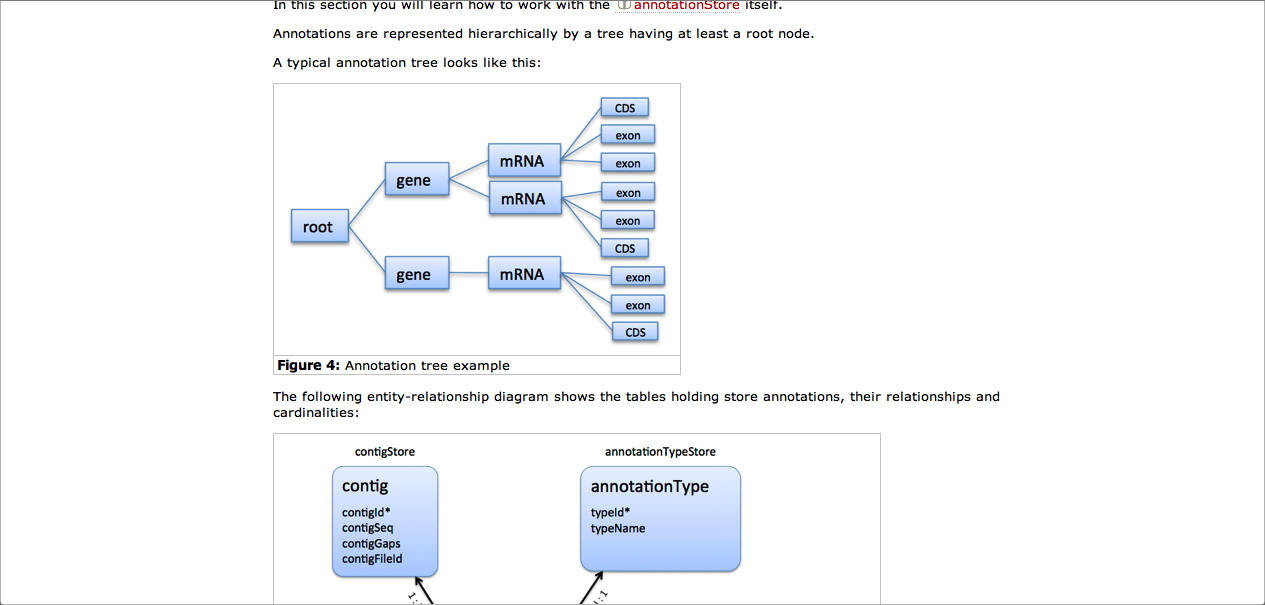 In this section you will learn how to work with the annotationStore itself.
Annotations are represented hierarchically by a tree having at least a root node.
A typical annotation tree looks like this:
CDS
exon
mRNA
exon
gene
exon
mRNA
exon
root
CDS
gene
mRNA
exon
exon
CDS
Figure 4: Annotation tree example
The following entity-relationship diagram shows the tables holding store annotations, their relationships and
cardinalities:
contigStore
annotationTypeStore
contig
annotationType
contigId*
typeId*
contigSeq
typeName
contigGaps
contigFileId
:1